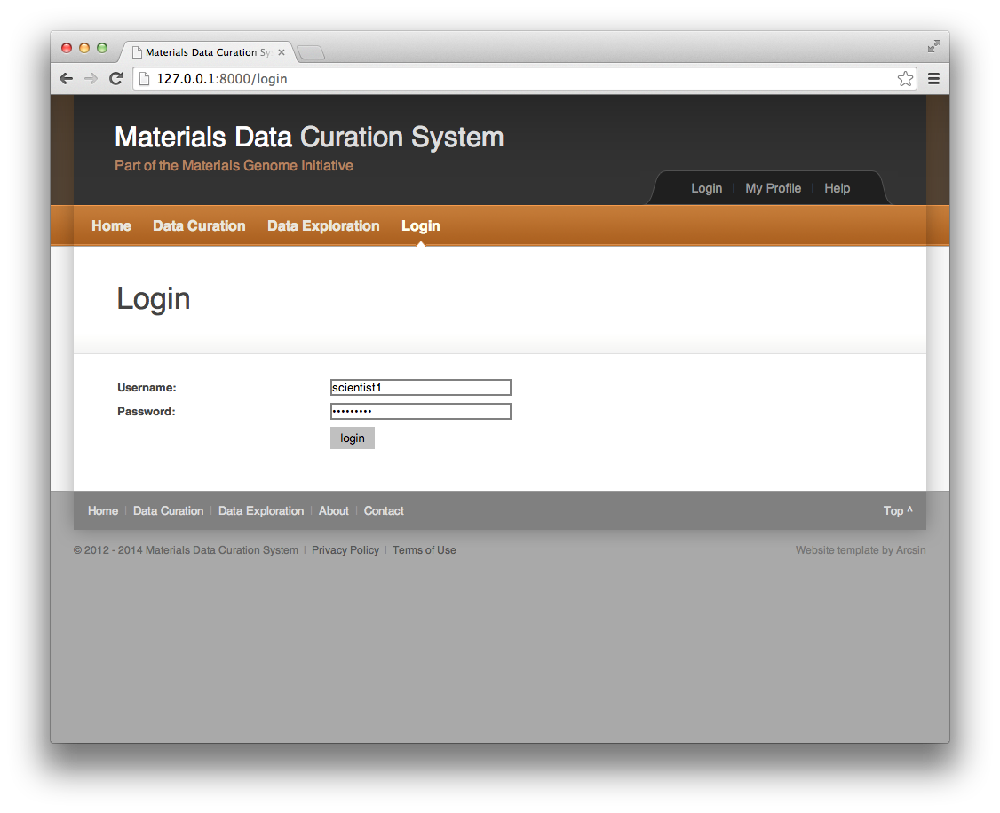 Materials Data Curation Sy
127.0.0.1:8000/login
Materials Data Curation System
Part of the Materials Genome Initiative
Login | My Profile | Help
Home Data Curation Data Exploration Login
Login
Username: scientist1
Password: •••••••••
login
Home | Data Curation | Data Exploration | About | Contact Top ^
© 2012 - 2014 Materials Data Curation System | Privacy Policy | Terms of Use Website template by Arcsin